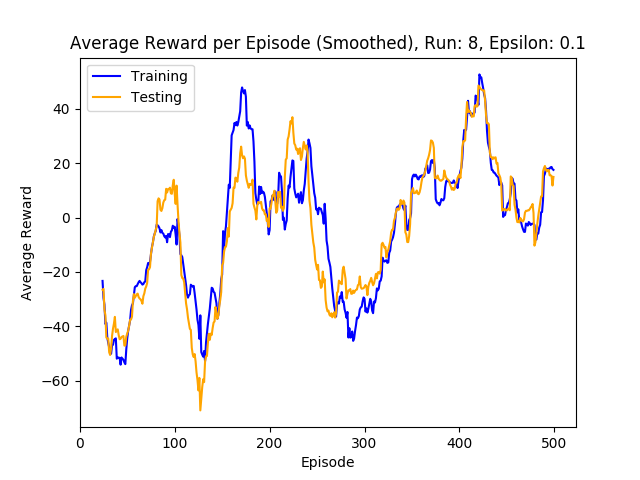 Average Reward per Episode (Smoothed), Run: 8, Epsilon: 0.1
Training
Testing
Average Reward
40
20
0
−20
−40
−60
0 100 200 300 400 500
Episode